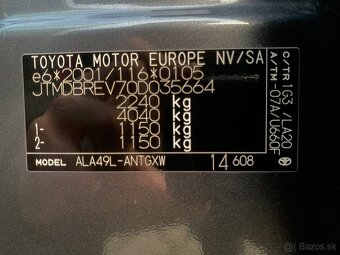 TOYOTA MOTOR EUROPE NV/SA
e6*2001/116*0105
JTMDBREV70D035664
2240 kg
4040 kg
1- 1150 kg
2- 1150 kg
MODEL ALA49L-ANTGXW 14 608
C/TR 1G3 /LA20
A/TM -07A/U660F
bazos.sk